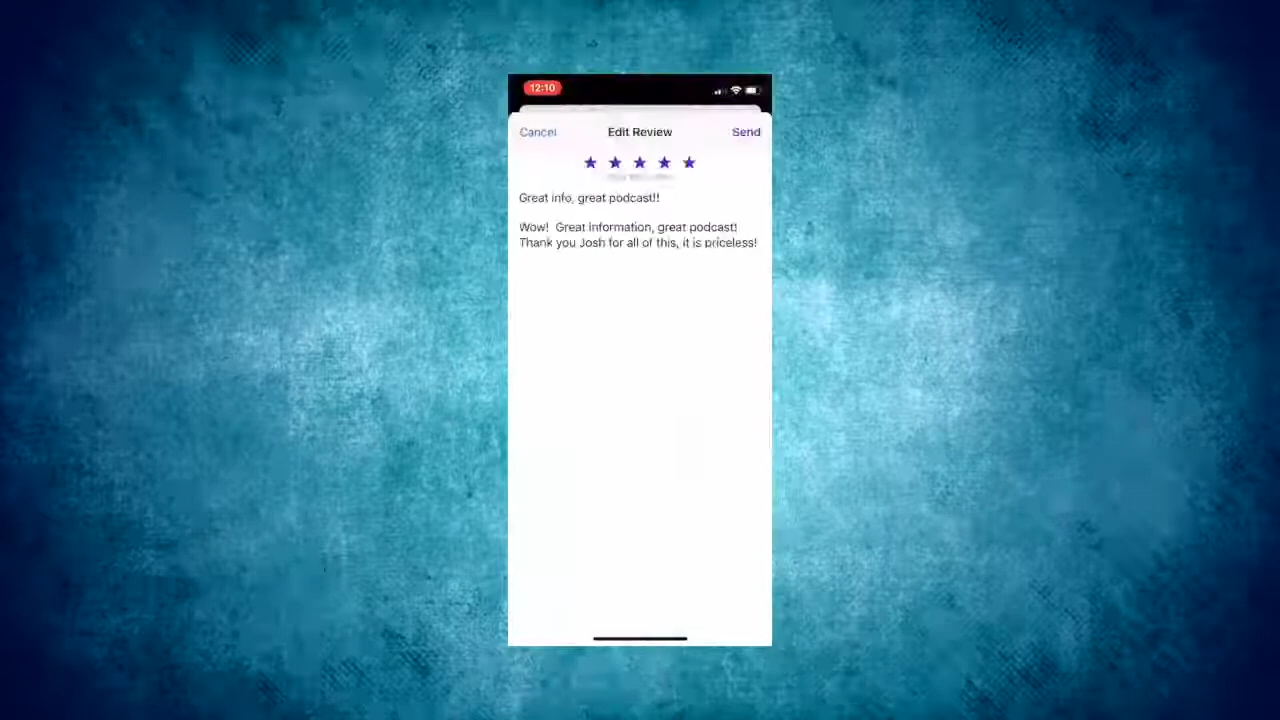 12:10
Cancel Edit Review Send
Great info, great podcast!!
Wow!  Great information, great podcast!
Thank you Josh for all of this, it is priceless!